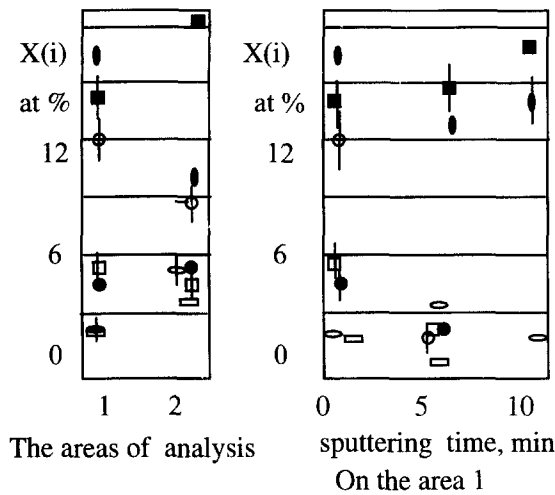 X(i)
at %
12
6
0
1 2
The areas of analysis
X(i)
at %
12
6
0
0 5 10
sputtering time, min
On the area 1